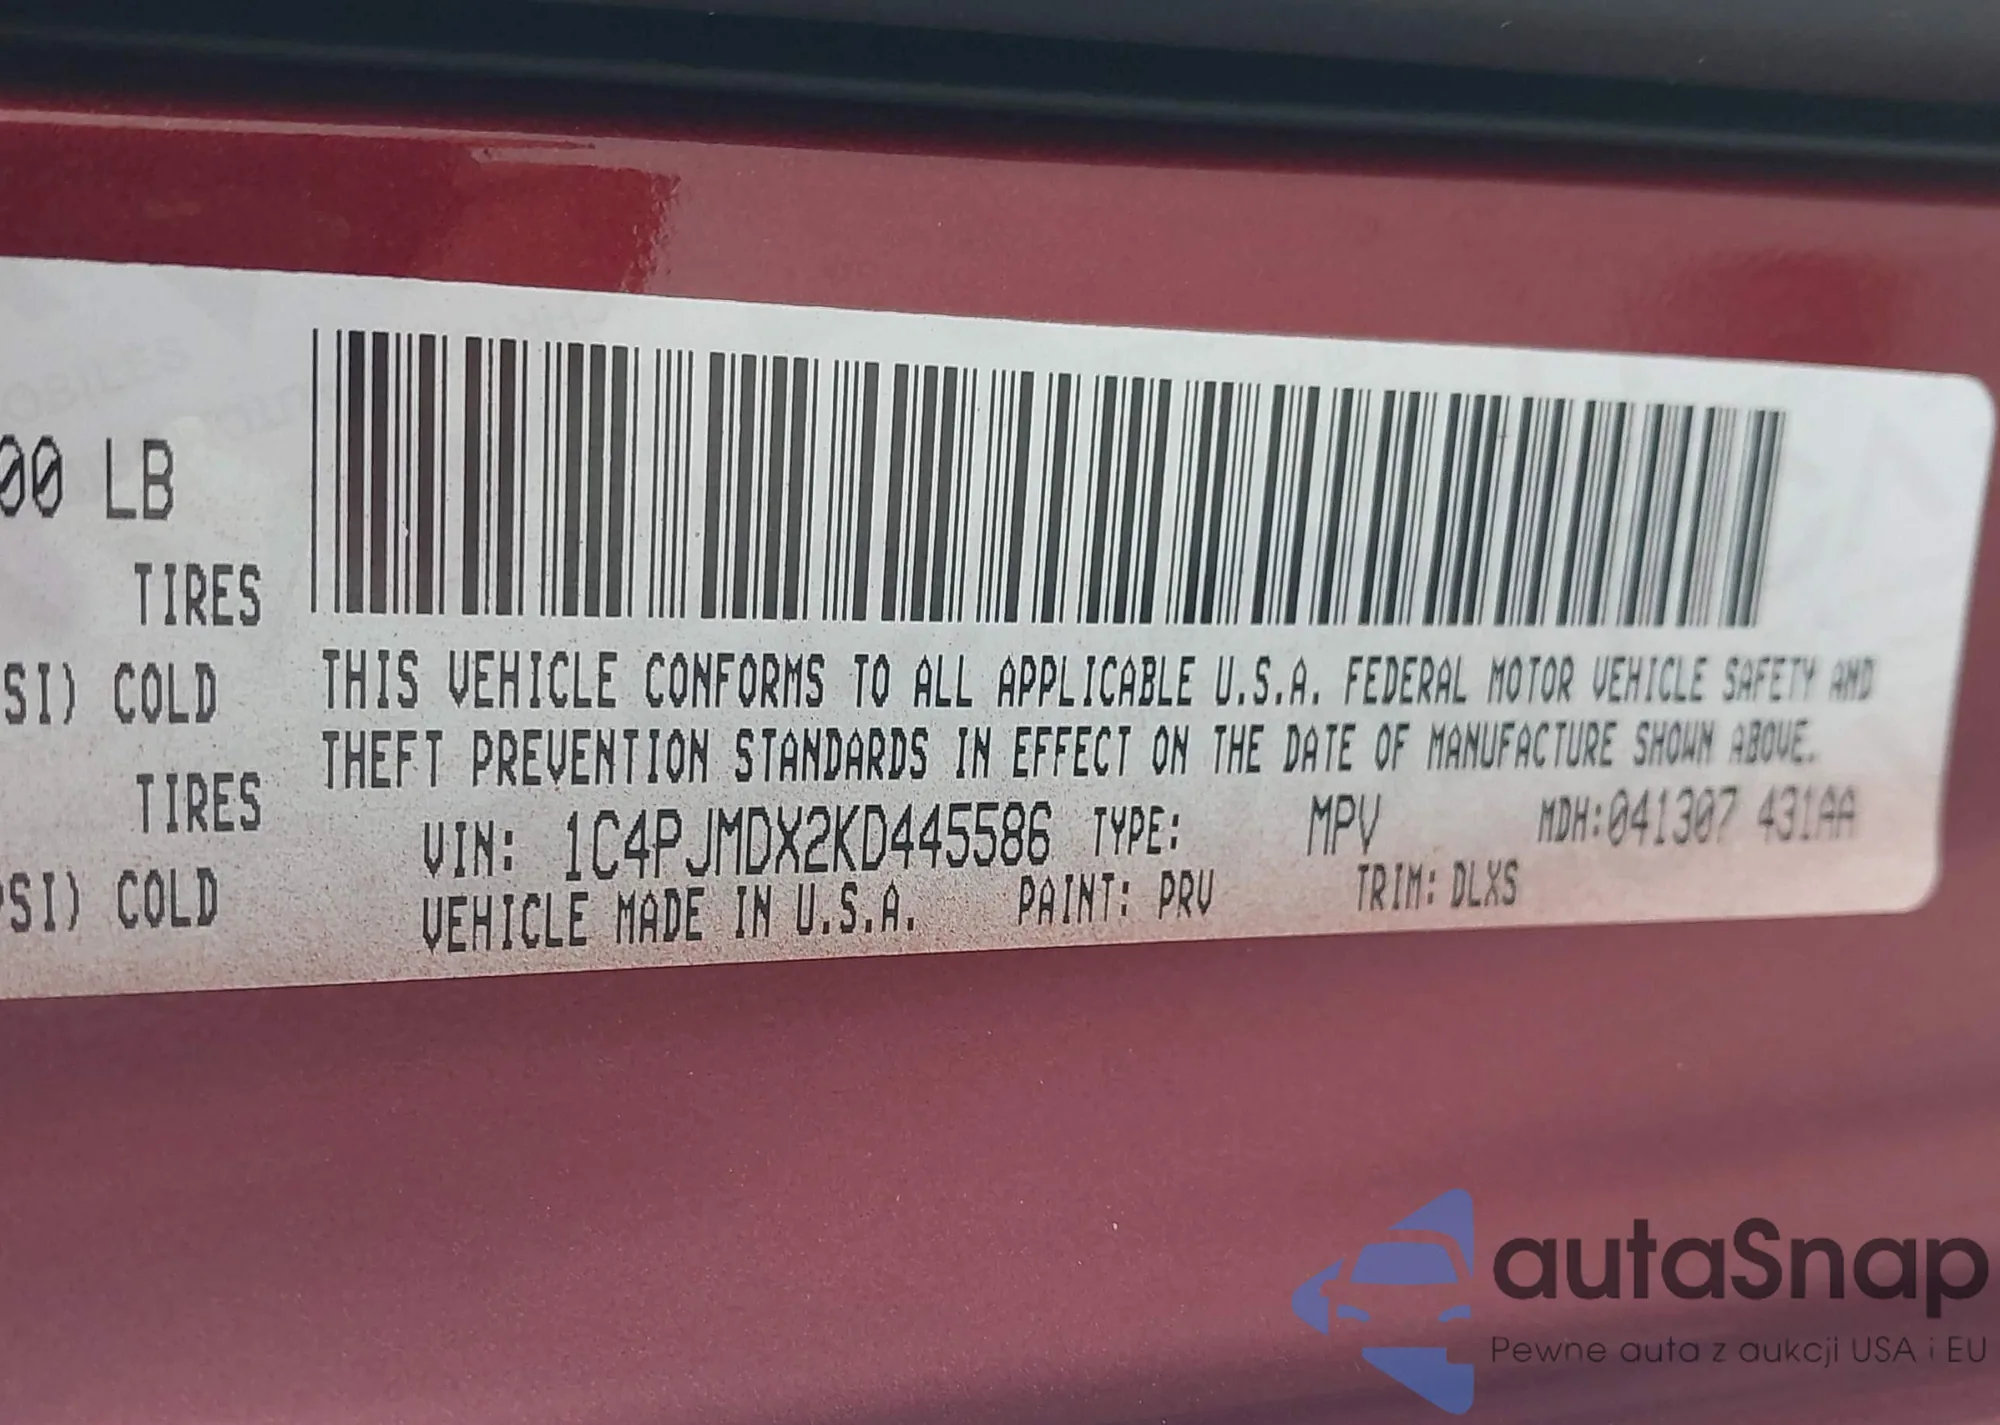 00 LB
TIRES
SI) COLD
TIRES
PSI) COLD
THIS VEHICLE CONFORMS TO ALL APPLICABLE U.S.A. FEDERAL MOTOR VEHICLE SAFETY AND
THEFT PREVENTION STANDARDS IN EFFECT ON THE DATE OF MANUFACTURE SHOWN ABOVE.
VIN: 1C4PJMDX2KD445586 TYPE: MPV MDH:041307 431AA
VEHICLE MADE IN U.S.A. PAINT: PRV TRIM: DLXS
autaSnap
Pewne auta z aukcji USA i EU